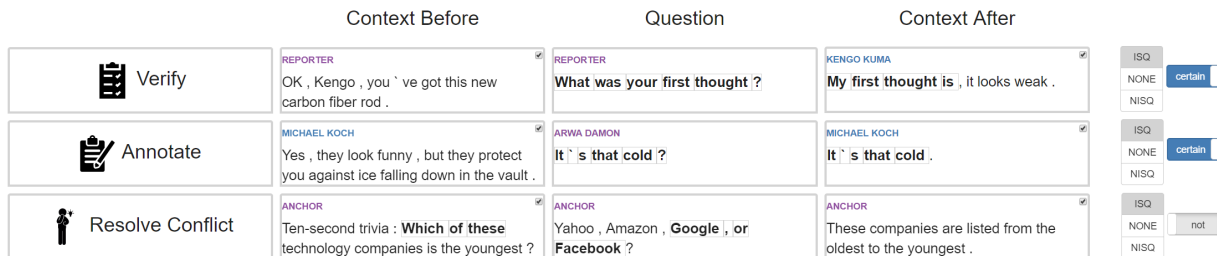 Context Before
Question
Context After
Verify
REPORTER
OK , Kengo , you ` ve got this new
carbon fiber rod .
REPORTER
What was your first thought ?
KENGO KUMA
My first thought is , it looks weak .
ISQ
NONE
NISQ
certain
Annotate
MICHAEL KOCH
Yes , they look funny , but they protect
you against ice falling down in the vault .
ARWA DAMON
It ` s that cold ?
MICHAEL KOCH
It ` s that cold .
ISQ
NONE
NISQ
certain
Resolve Conflict
ANCHOR
Ten-second trivia : Which of these
technology companies is the youngest ?
ANCHOR
Yahoo , Amazon , Google , or
Facebook ?
ANCHOR
These companies are listed from the
oldest to the youngest .
ISQ
NONE
NISQ
not